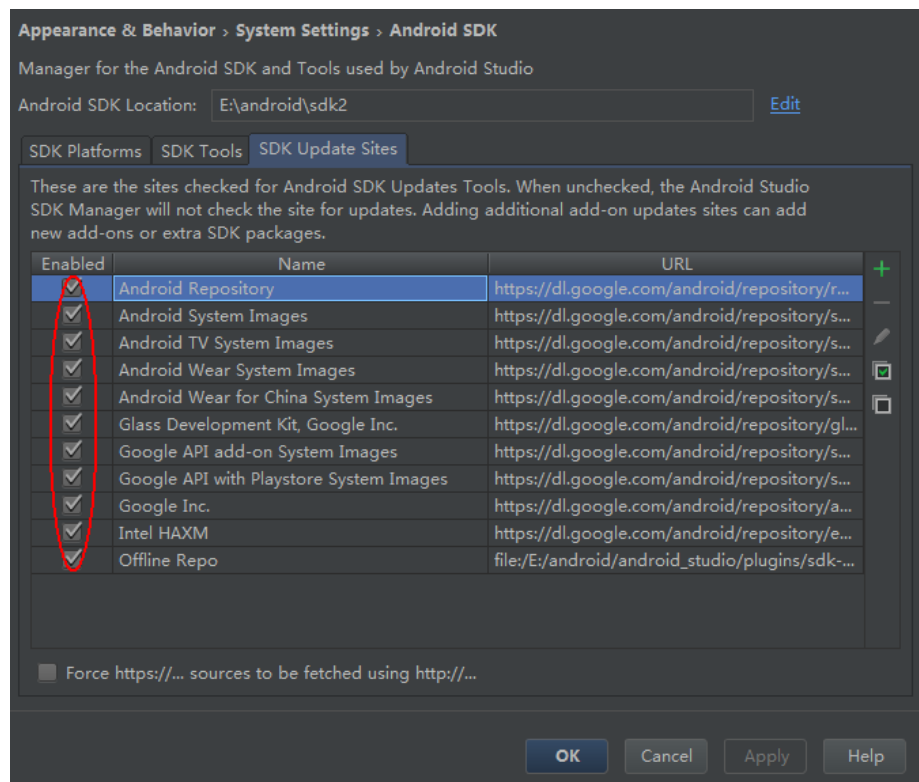 Appearance & Behavior › System Settings › Android SDK
Manager for the Android SDK and Tools used by Android Studio
Android SDK Location: E:\android\sdk2 Edit
SDK Platforms SDK Tools SDK Update Sites
These are the sites checked for Android SDK Updates Tools. When unchecked, the Android Studio
SDK Manager will not check the site for updates. Adding additional add-on updates sites can add
new add-ons or extra SDK packages.
Enabled Name URL
Android Repository https://dl.google.com/android/repository/r...
Android System Images https://dl.google.com/android/repository/s...
Android TV System Images https://dl.google.com/android/repository/s...
Android Wear System Images https://dl.google.com/android/repository/s...
Android Wear for China System Images https://dl.google.com/android/repository/s...
Glass Development Kit, Google Inc. https://dl.google.com/android/repository/gl...
Google API add-on System Images https://dl.google.com/android/repository/s...
Google API with Playstore System Images https://dl.google.com/android/repository/s...
Google Inc. https://dl.google.com/android/repository/a...
Intel HAXM https://dl.google.com/android/repository/e...
Offline Repo file:/E:/android/android_studio/plugins/sdk-...
Force https://... sources to be fetched using http://...
OK Cancel Apply Help